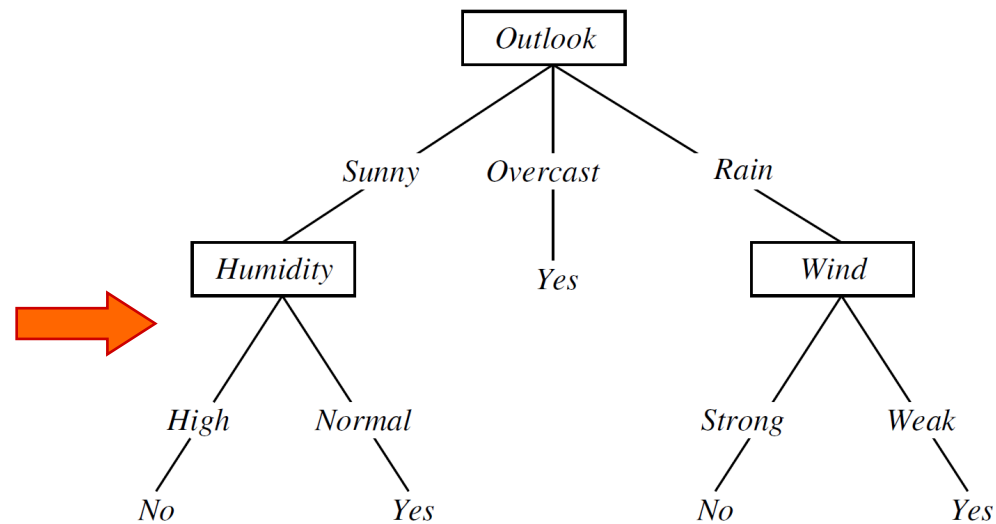 Outlook
Sunny Overcast Rain
Humidity Yes Wind
High Normal Strong Weak
No Yes No Yes